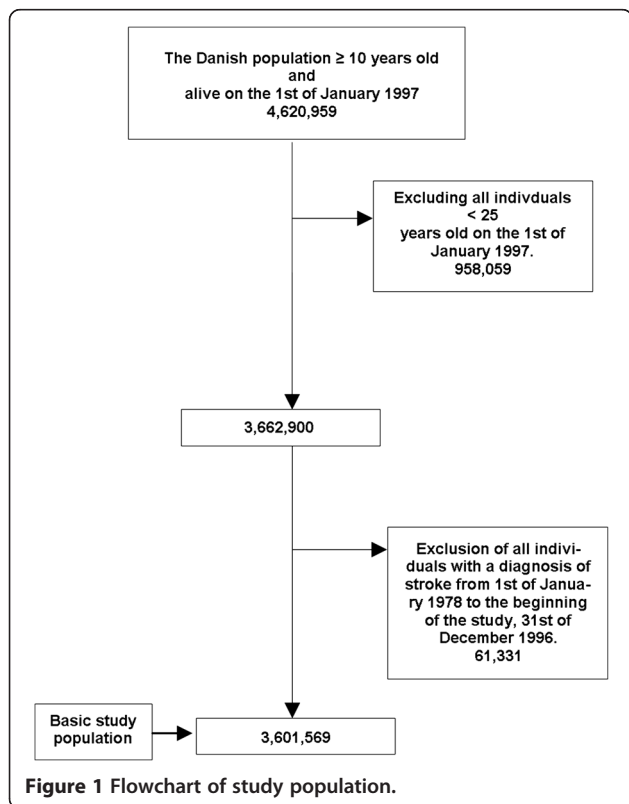 The Danish population ≥ 10 years old
and
alive on the 1st of January 1997
4,620,959
Excluding all indivduals
< 25
years old on the 1st of
January 1997.
958,059
3,662,900
Exclusion of all indivi-
duals with a diagnosis of
stroke from 1st of Janua-
ry 1978 to the beginning
of the study, 31st of
December 1996.
61,331
Basic study
population
3,601,569
Figure 1 Flowchart of study population.